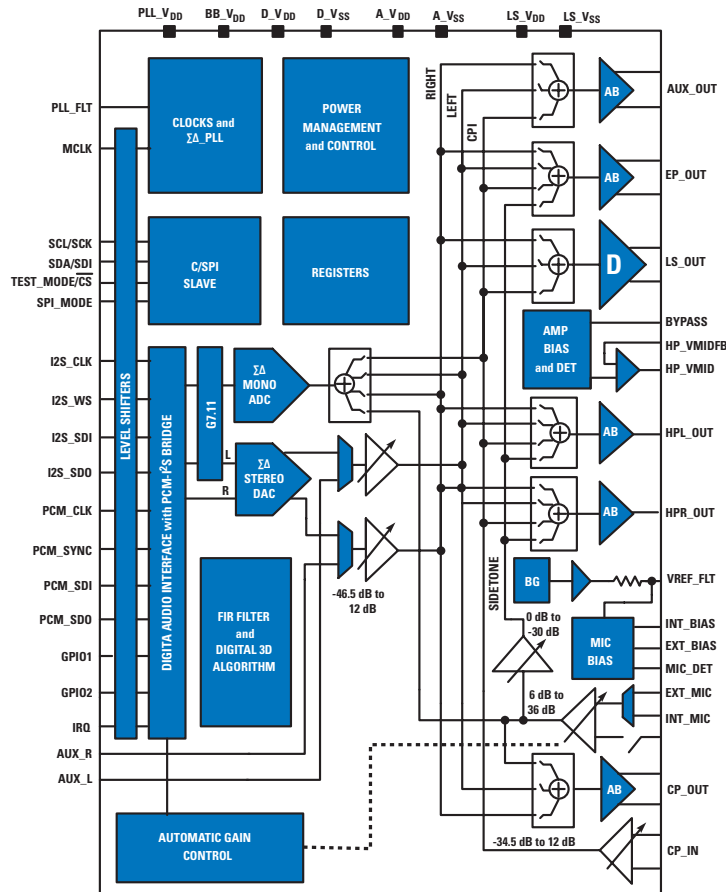 PLL_VDD BB_VDD D_VDD D_VSS A_VDD A_VSS LS_VDD LS_VSS
PLL_FLT
MCLK
SCL/SCK
SDA/SDI
TEST_MODE/CS
SPI_MODE
I2S_CLK
I2S_WS
I2S_SDI
I2S_SDO
PCM_CLK
PCM_SYNC
PCM_SDI
PCM_SDO
GPIO1
GPIO2
IRQ
AUX_R
AUX_L
LEVEL SHIFTERS
CLOCKS and
ΣΔ_PLL
POWER
MANAGEMENT
and CONTROL
C/SPI
SLAVE
REGISTERS
DIGITA AUDIO INTERFACE with PCM-I²S BRIDGE
G7.11
ΣΔ
MONO
ADC
L
R
ΣΔ
STEREO
DAC
FIR FILTER
and
DIGITAL 3D
ALGORITHM
-46.5 dB to
12 dB
AUTOMATIC GAIN
CONTROL
RIGHT
LEFT
CPI
SIDETONE
0 dB to
-30 dB
6 dB to
36 dB
-34.5 dB to 12 dB
AB
AUX_OUT
AB
EP_OUT
D
LS_OUT
AMP
BIAS
and DET
BYPASS
HP_VMIDFB
HP_VMID
AB
HPL_OUT
AB
HPR_OUT
BG
VREF_FLT
MIC
BIAS
INT_BIAS
EXT_BIAS
MIC_DET
EXT_MIC
INT_MIC
AB
CP_OUT
CP_IN